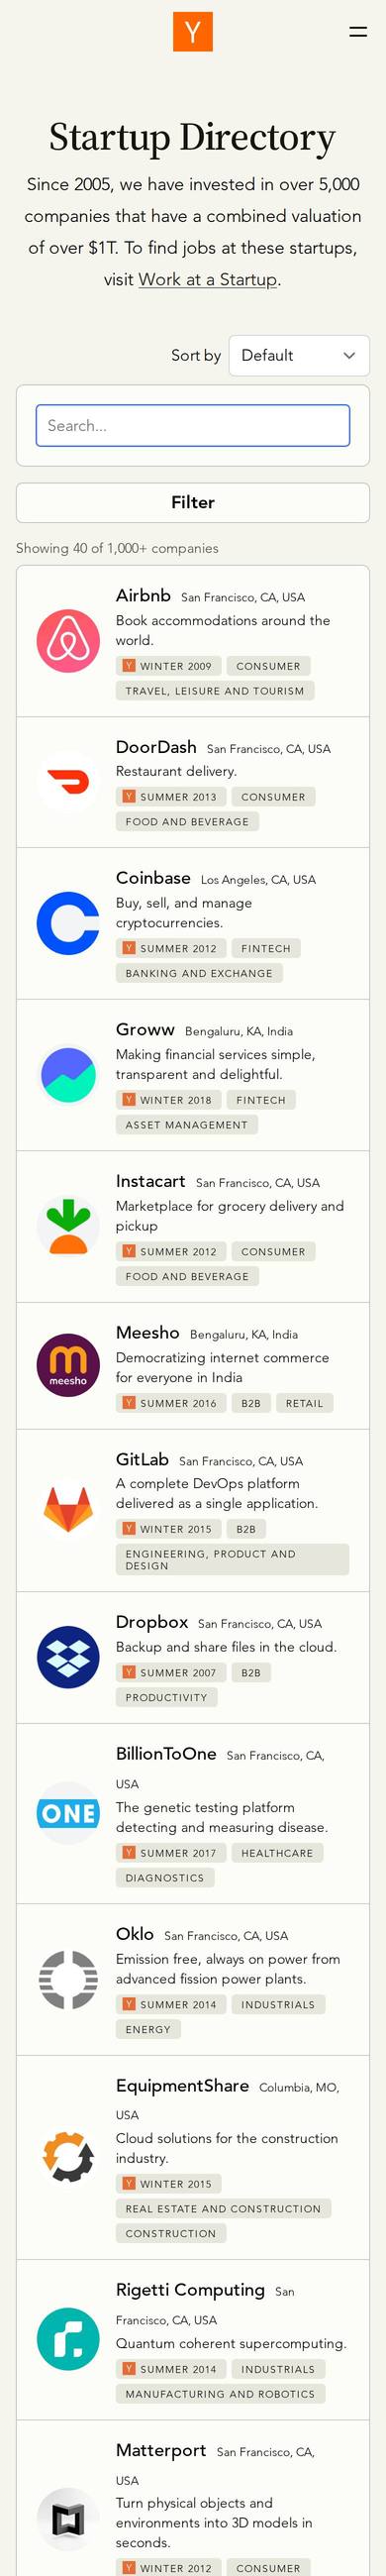 Y
Startup Directory
Since 2005, we have invested in over 5,000
companies that have a combined valuation
of over $1T. To find jobs at these startups,
visit Work at a Startup.
Sort by Default
Search...
Filter
Showing 40 of 1,000+ companies
Airbnb San Francisco, CA, USA
Book accommodations around the
world.
Y WINTER 2009 CONSUMER
TRAVEL, LEISURE AND TOURISM
DoorDash San Francisco, CA, USA
Restaurant delivery.
Y SUMMER 2013 CONSUMER
FOOD AND BEVERAGE
Coinbase Los Angeles, CA, USA
Buy, sell, and manage
cryptocurrencies.
Y SUMMER 2012 FINTECH
BANKING AND EXCHANGE
Groww Bengaluru, KA, India
Making financial services simple,
transparent and delightful.
Y WINTER 2018 FINTECH
ASSET MANAGEMENT
Instacart San Francisco, CA, USA
Marketplace for grocery delivery and
pickup
Y SUMMER 2012 CONSUMER
FOOD AND BEVERAGE
meesho
Meesho Bengaluru, KA, India
Democratizing internet commerce
for everyone in India
Y SUMMER 2016 B2B RETAIL
GitLab San Francisco, CA, USA
A complete DevOps platform
delivered as a single application.
Y WINTER 2015 B2B
ENGINEERING, PRODUCT AND
DESIGN
Dropbox San Francisco, CA, USA
Backup and share files in the cloud.
Y SUMMER 2007 B2B
PRODUCTIVITY
ONE
BillionToOne San Francisco, CA,
USA
The genetic testing platform
detecting and measuring disease.
Y SUMMER 2017 HEALTHCARE
DIAGNOSTICS
Oklo San Francisco, CA, USA
Emission free, always on power from
advanced fission power plants.
Y SUMMER 2014 INDUSTRIALS
ENERGY
EquipmentShare Columbia, MO,
USA
Cloud solutions for the construction
industry.
Y WINTER 2015
REAL ESTATE AND CONSTRUCTION
CONSTRUCTION
Rigetti Computing San
Francisco, CA, USA
Quantum coherent supercomputing.
Y SUMMER 2014 INDUSTRIALS
MANUFACTURING AND ROBOTICS
Matterport San Francisco, CA,
USA
Turn physical objects and
environments into 3D models in
seconds.
Y WINTER 2012 CONSUMER